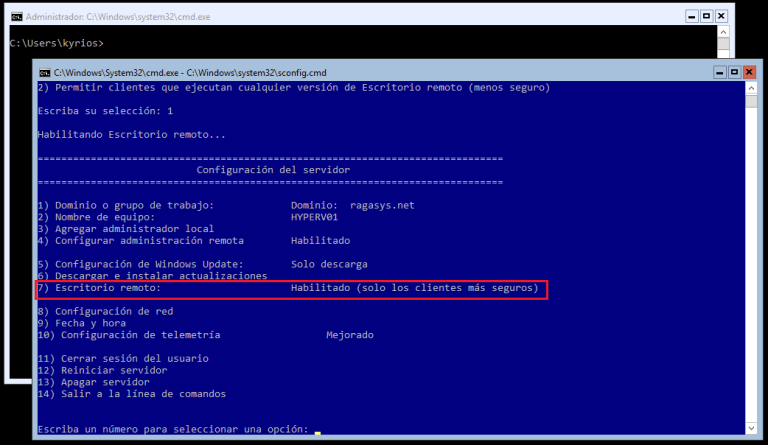 Administrador: C:\Windows\system32\cmd.exe
C:\Users\kyrios>
C:\Windows\System32\cmd.exe - C:\Windows\system32\sconfig.cmd
2) Permitir clientes que ejecutan cualquier versión de Escritorio remoto (menos seguro)
Escriba su selección: 1
Habilitando Escritorio remoto...
===============================================================================
Configuración del servidor
===============================================================================
1) Dominio o grupo de trabajo: Dominio: ragasys.net
2) Nombre de equipo: HYPERV01
3) Agregar administrador local
4) Configurar administración remota Habilitado
5) Configuración de Windows Update: Solo descarga
6) Descargar e instalar actualizaciones
7) Escritorio remoto: Habilitado (solo los clientes más seguros)
8) Configuración de red
9) Fecha y hora
10) Configuración de telemetría Mejorado
11) Cerrar sesión del usuario
12) Reiniciar servidor
13) Apagar servidor
14) Salir a la línea de comandos
Escriba un número para seleccionar una opción: